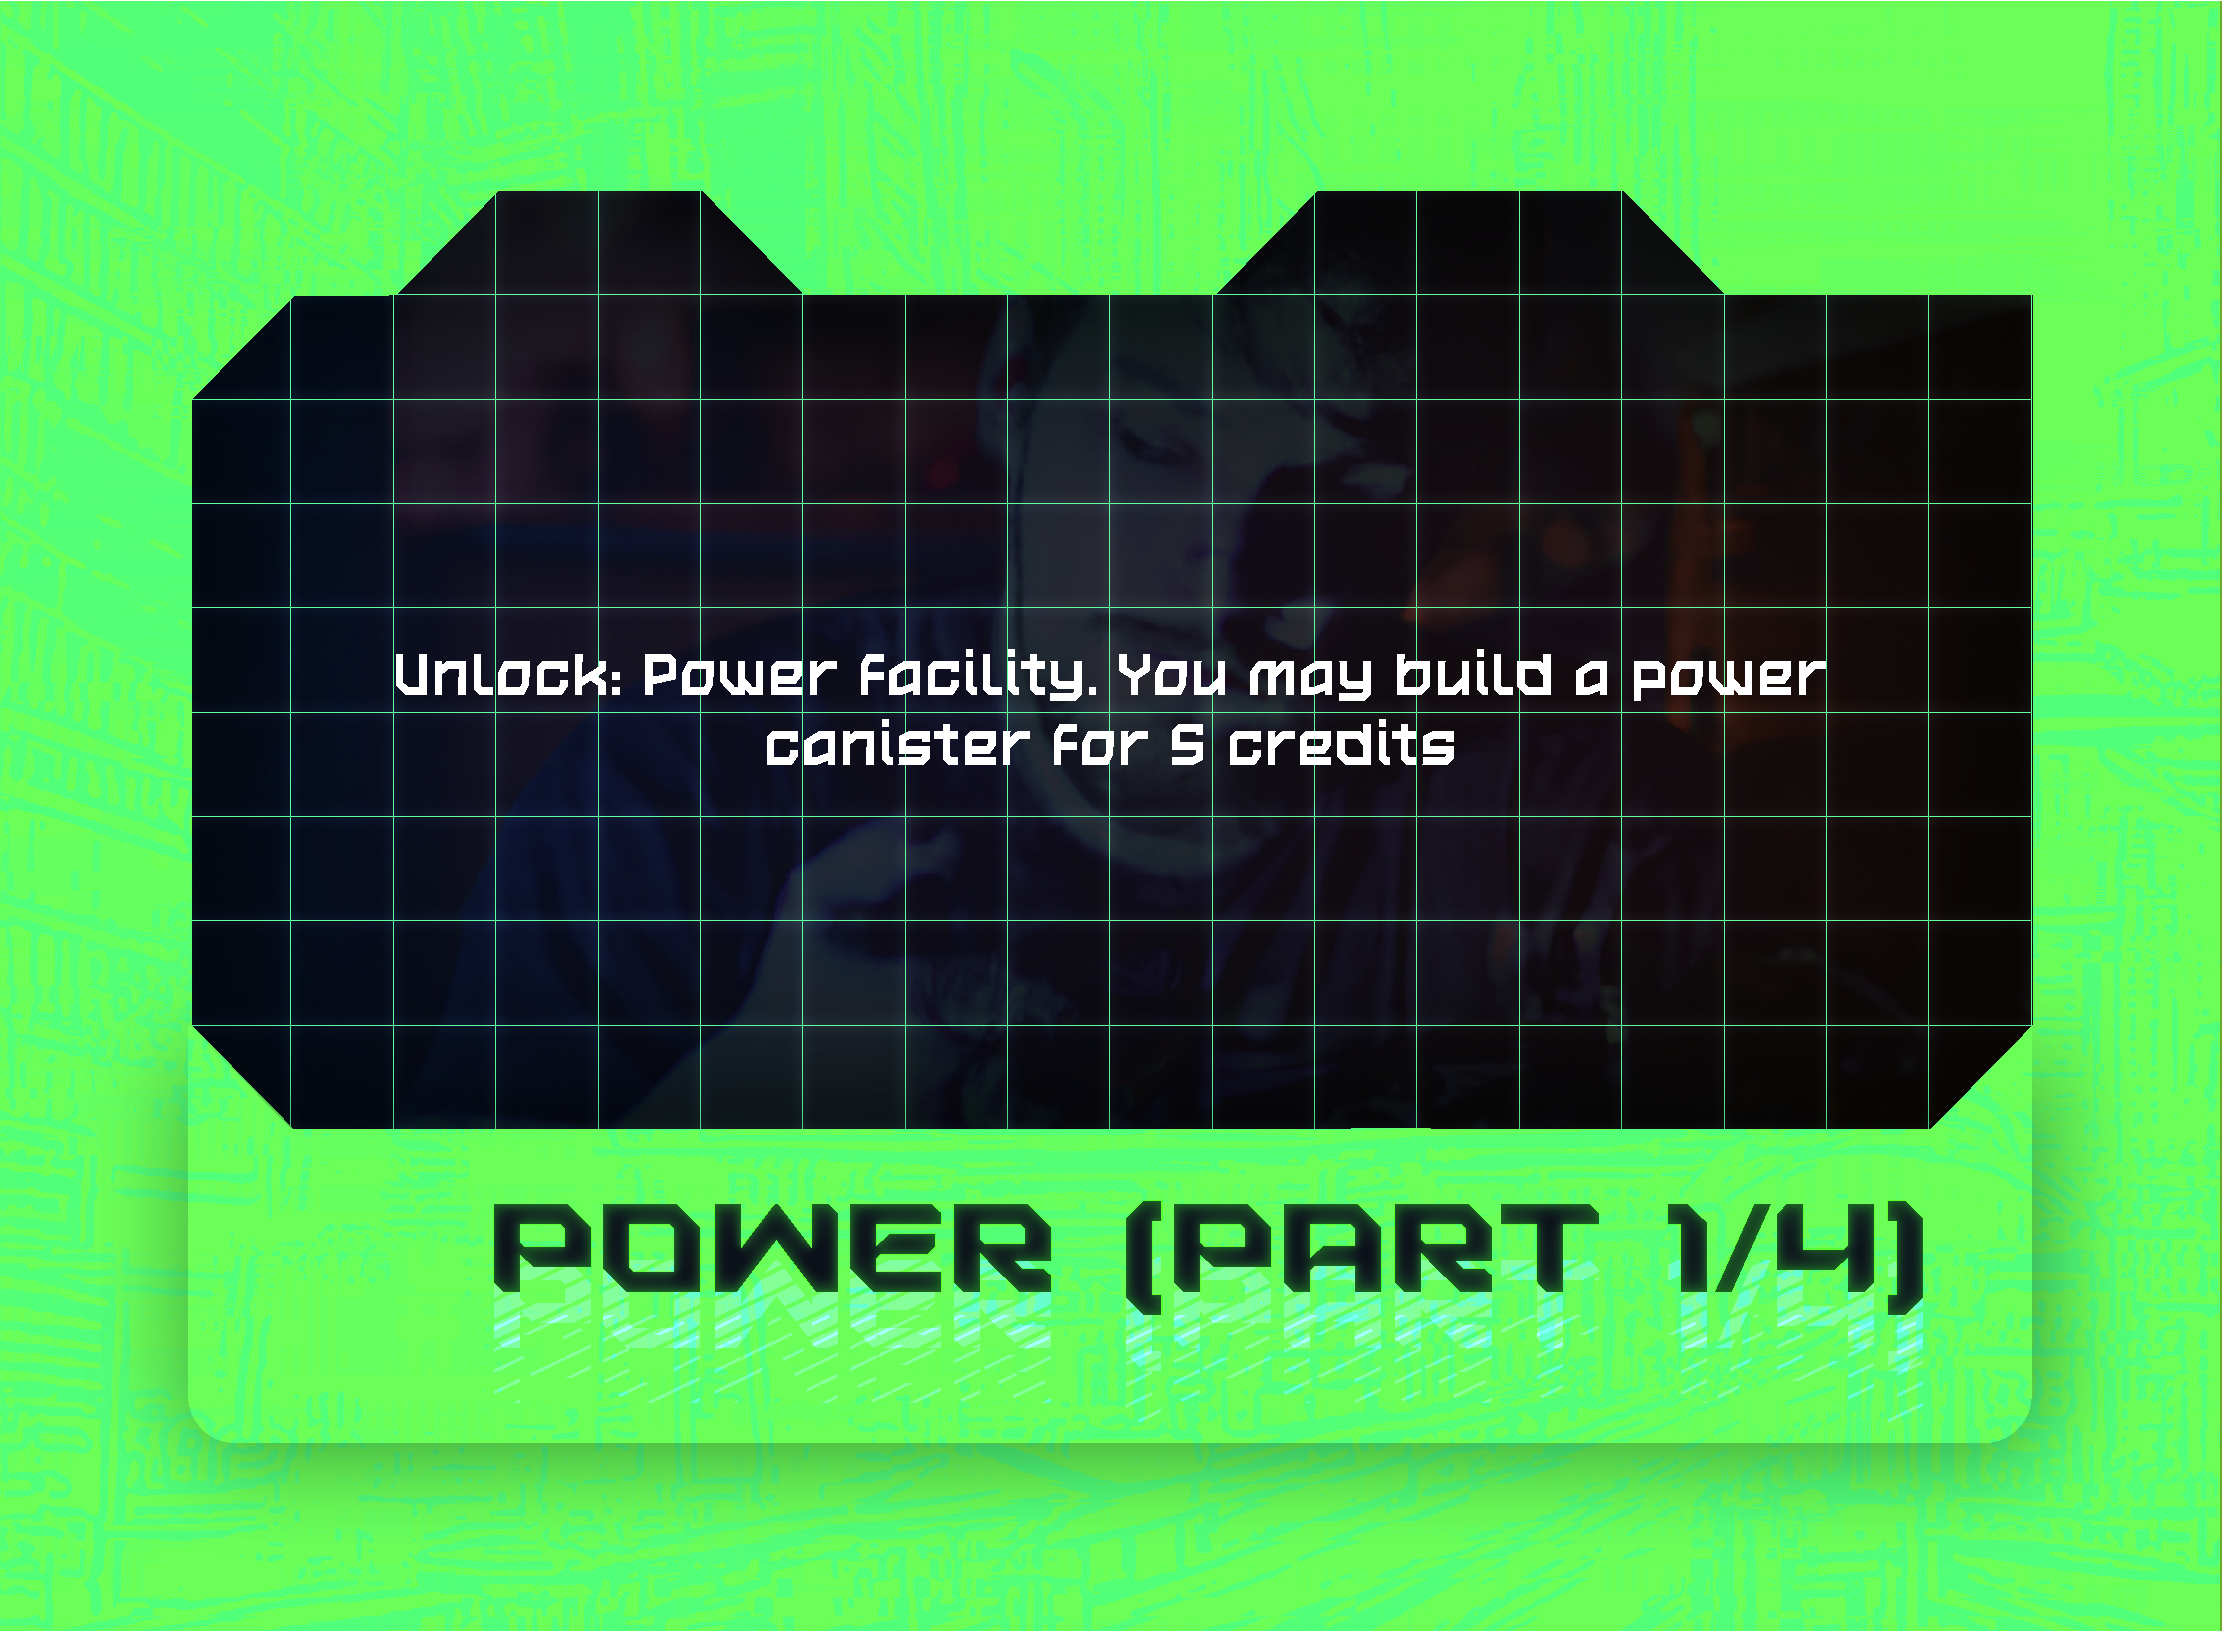 Unlock: Power facility. You may build a power
canister for 5 credits
POWER (PART 1/4)